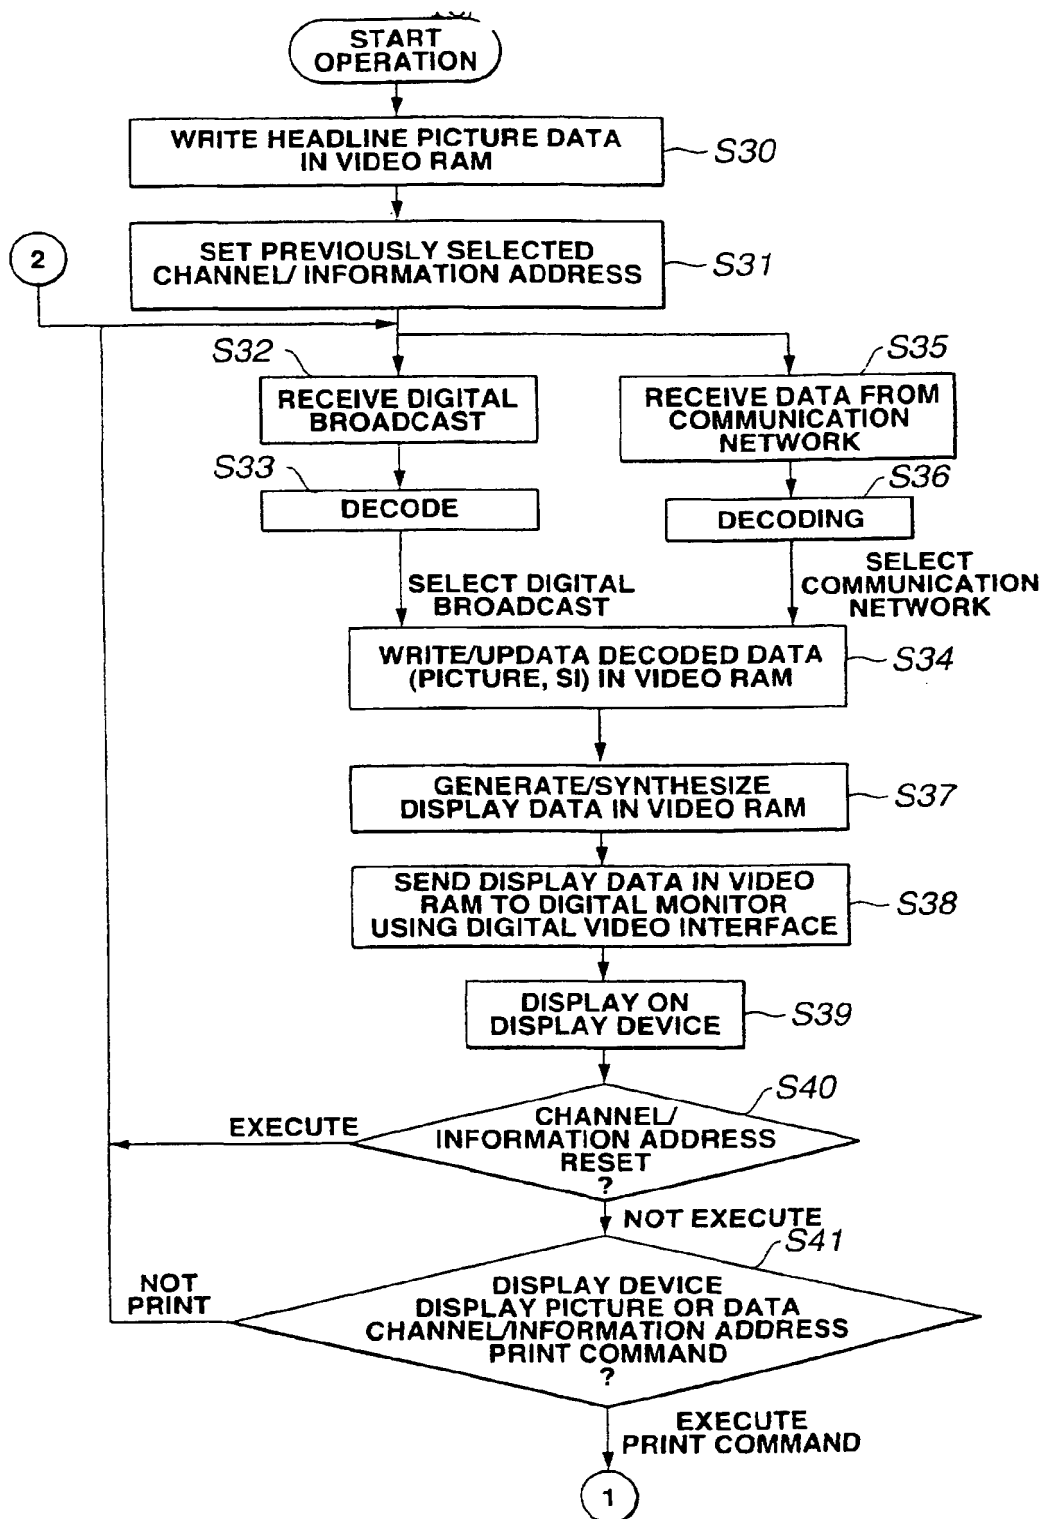 START
OPERATION
WRITE HEADLINE PICTURE DATA
IN VIDEO RAM
S30
SET PREVIOUSLY SELECTED
CHANNEL/ INFORMATION ADDRESS
S31
2
S32
RECEIVE DIGITAL
BROADCAST
S35
RECEIVE DATA FROM
COMMUNICATION
NETWORK
S33
DECODE
S36
DECODING
SELECT DIGITAL
BROADCAST
SELECT
COMMUNICATION
NETWORK
WRITE/UPDATA DECODED DATA
(PICTURE, SI) IN VIDEO RAM
S34
GENERATE/SYNTHESIZE
DISPLAY DATA IN VIDEO RAM
S37
SEND DISPLAY DATA IN VIDEO
RAM TO DIGITAL MONITOR
USING DIGITAL VIDEO INTERFACE
S38
DISPLAY ON
DISPLAY DEVICE
S39
S40
CHANNEL/
INFORMATION ADDRESS
RESET
?
EXECUTE
NOT EXECUTE
S41
DISPLAY DEVICE
DISPLAY PICTURE OR DATA
CHANNEL/INFORMATION ADDRESS
PRINT COMMAND
?
NOT
PRINT
EXECUTE
PRINT COMMAND
1